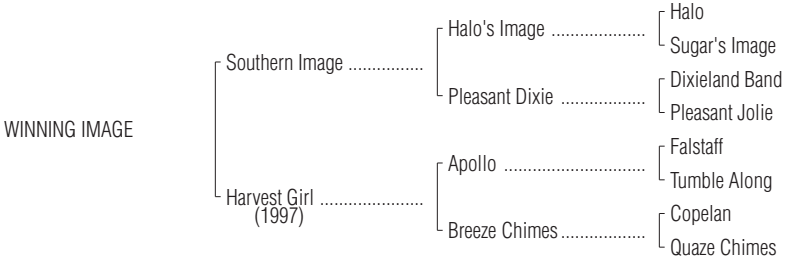 Halo
Halo's Image ....................
Sugar's Image
Southern Image ................
Dixieland Band
Pleasant Dixie ..................
Pleasant Jolie
WINNING IMAGE
Falstaff
Apollo ..............................
Tumble Along
Harvest Girl ......................
(1997)
Copelan
Breeze Chimes ..................
Quaze Chimes